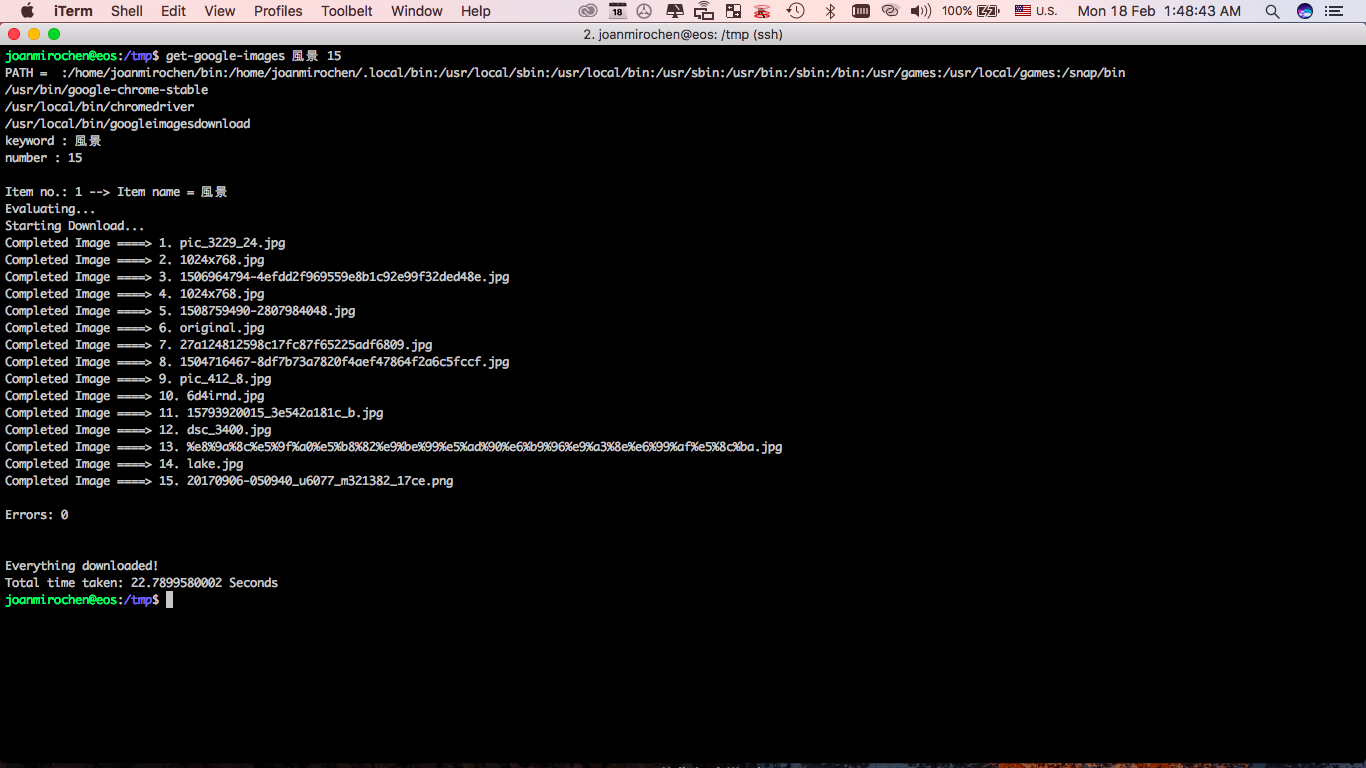 iTerm Shell Edit View Profiles Toolbelt Window Help 18 100% U.S. Mon 18 Feb 1:48:43 AM
2. joanmirochen@eos: /tmp (ssh)
joanmirochen@eos:/tmp$ get-google-images 風景 15
PATH =  :/home/joanmirochen/bin:/home/joanmirochen/.local/bin:/usr/local/sbin:/usr/local/bin:/usr/sbin:/usr/bin:/sbin:/bin:/usr/games:/usr/local/games:/snap/bin
/usr/bin/google-chrome-stable
/usr/local/bin/chromedriver
/usr/local/bin/googleimagesdownload
keyword : 風景
number : 15
Item no.: 1 --> Item name = 風景
Evaluating...
Starting Download...
Completed Image ====> 1. pic_3229_24.jpg
Completed Image ====> 2. 1024x768.jpg
Completed Image ====> 3. 1506964794-4efdd2f969559e8b1c92e99f32ded48e.jpg
Completed Image ====> 4. 1024x768.jpg
Completed Image ====> 5. 1508759490-2807984048.jpg
Completed Image ====> 6. original.jpg
Completed Image ====> 7. 27a124812598c17fc87f65225adf6809.jpg
Completed Image ====> 8. 1504716467-8df7b73a7820f4aef47864f2a6c5fccf.jpg
Completed Image ====> 9. pic_412_8.jpg
Completed Image ====> 10. 6d4irnd.jpg
Completed Image ====> 11. 15793920015_3e542a181c_b.jpg
Completed Image ====> 12. dsc_3400.jpg
Completed Image ====> 13. %e8%9a%8c%e5%9f%a0%e5%b8%82%e9%be%99%e5%ad%90%e6%b9%96%e9%a3%8e%e6%99%af%e5%8c%ba.jpg
Completed Image ====> 14. lake.jpg
Completed Image ====> 15. 20170906-050940_u6077_m321382_17ce.png
Errors: 0
Everything downloaded!
Total time taken: 22.7899580002 Seconds
joanmirochen@eos:/tmp$